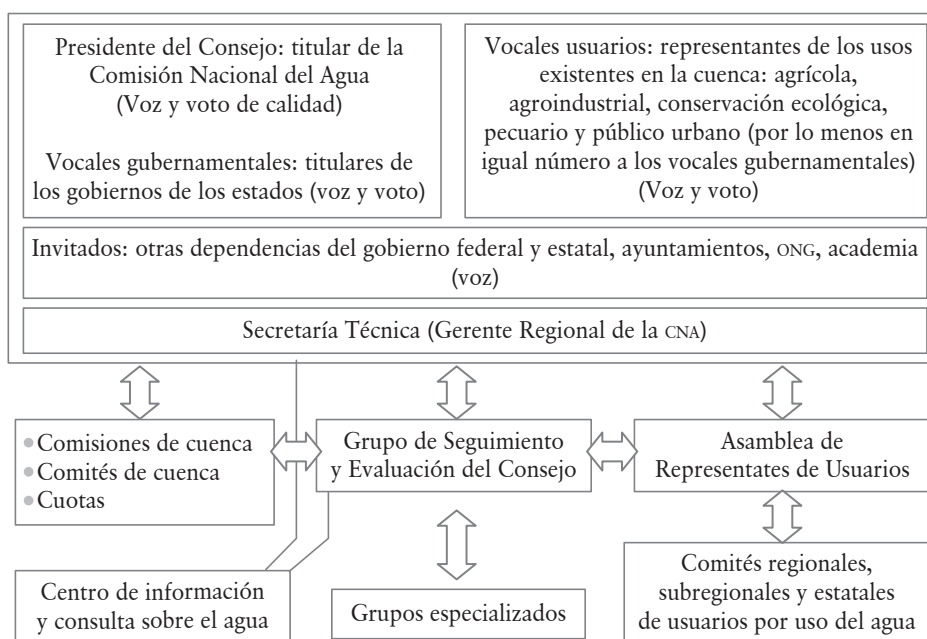 Presidente del Consejo: titular de la
Comisión Nacional del Agua
(Voz y voto de calidad)
Vocales gubernamentales: titulares de
los gobiernos de los estados (voz y voto)
Vocales usuarios: representantes de los usos
existentes en la cuenca: agrícola,
agroindustrial, conservación ecológica,
pecuario y público urbano (por lo menos en
igual número a los vocales gubernamentales)
(Voz y voto)
Invitados: otras dependencias del gobierno federal y estatal, ayuntamientos, ONG, academia
(voz)
Secretaría Técnica (Gerente Regional de la CNA)
Comisiones de cuenca
Comités de cuenca
Cuotas
Grupo de Seguimiento
y Evaluación del Consejo
Asamblea de
Representates de Usuarios
Centro de información
y consulta sobre el agua
Grupos especializados
Comités regionales,
subregionales y estatales
de usuarios por uso del agua